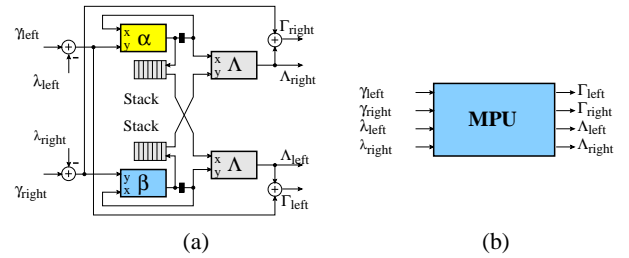 γleft
λleft
x
y
α
Stack
Stack
λright
γright
y
x
β
x
y
Λ
x
y
Λ
Γright
Λright
Λleft
Γleft
(a)
γleft
γright
λleft
λright
MPU
Γleft
Γright
Λleft
Λright
(b)